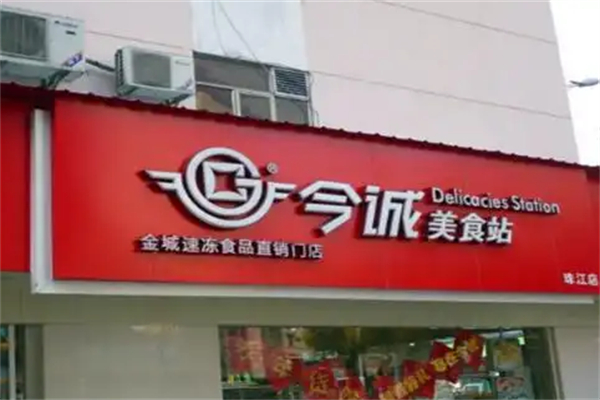 ®
今诚
Delicacies Station
美食站
金城速冻食品直销门店
珠江店